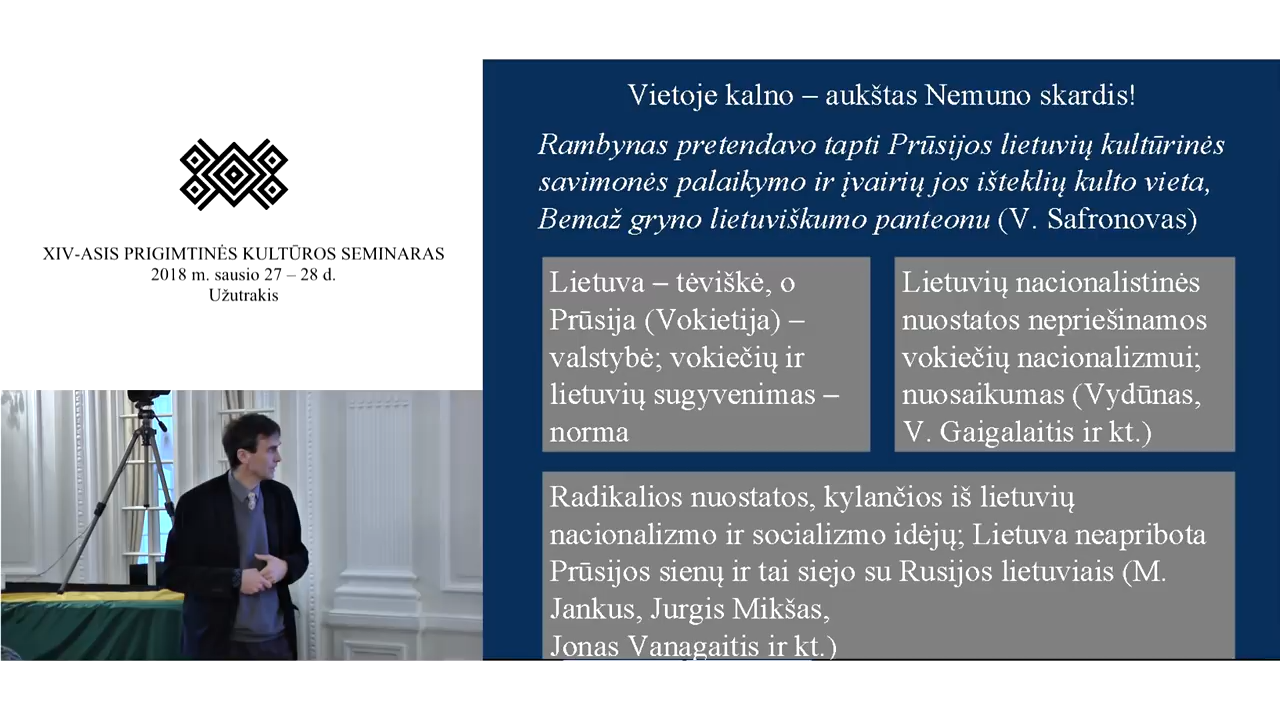 XIV-ASIS PRIGIMTINĖS KULTŪROS SEMINARAS
2018 m. sausio 27 – 28 d.
Užutrakis
Vietoje kalno – aukštas Nemuno skardis!
Rambynas pretendavo tapti Prūsijos lietuvių kultūrinės
savimonės palaikymo ir įvairių jos išteklių kulto vieta,
Bemaž gryno lietuviškumo panteonu (V. Safronovas)
Lietuva – tėviškė, o
Prūsija (Vokietija) –
valstybė; vokiečių ir
lietuvių sugyvenimas –
norma
Lietuvių nacionalistinės
nuostatos nepriešinamos
vokiečių nacionalizmui;
nuosaikumas (Vydūnas,
V. Gaigalaitis ir kt.)
Radikalios nuostatos, kylančios iš lietuvių
nacionalizmo ir socializmo idėjų; Lietuva neapribota
Prūsijos sienų ir tai siejo su Rusijos lietuviais (M.
Jankus, Jurgis Mikšas,
Jonas Vanagaitis ir kt.)